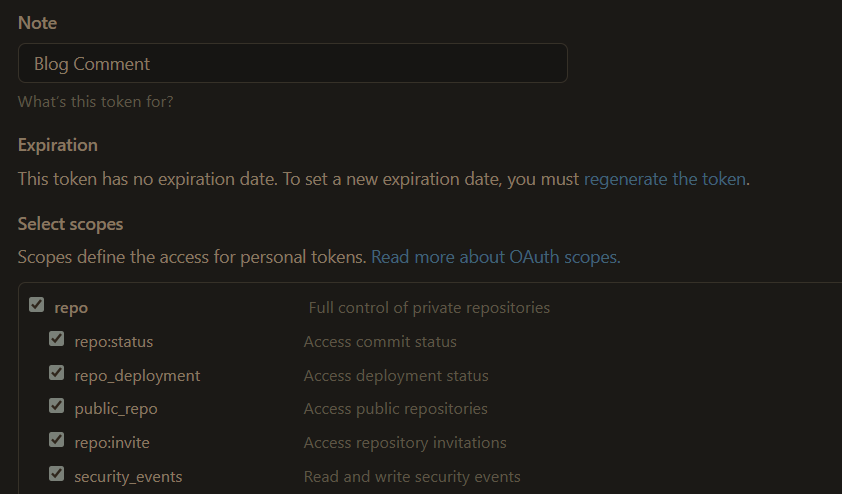 Note
Blog Comment
What's this token for?
Expiration
This token has no expiration date. To set a new expiration date, you must regenerate the token.
Select scopes
Scopes define the access for personal tokens. Read more about OAuth scopes.
repo Full control of private repositories
repo:status Access commit status
repo_deployment Access deployment status
public_repo Access public repositories
repo:invite Access repository invitations
security_events Read and write security events